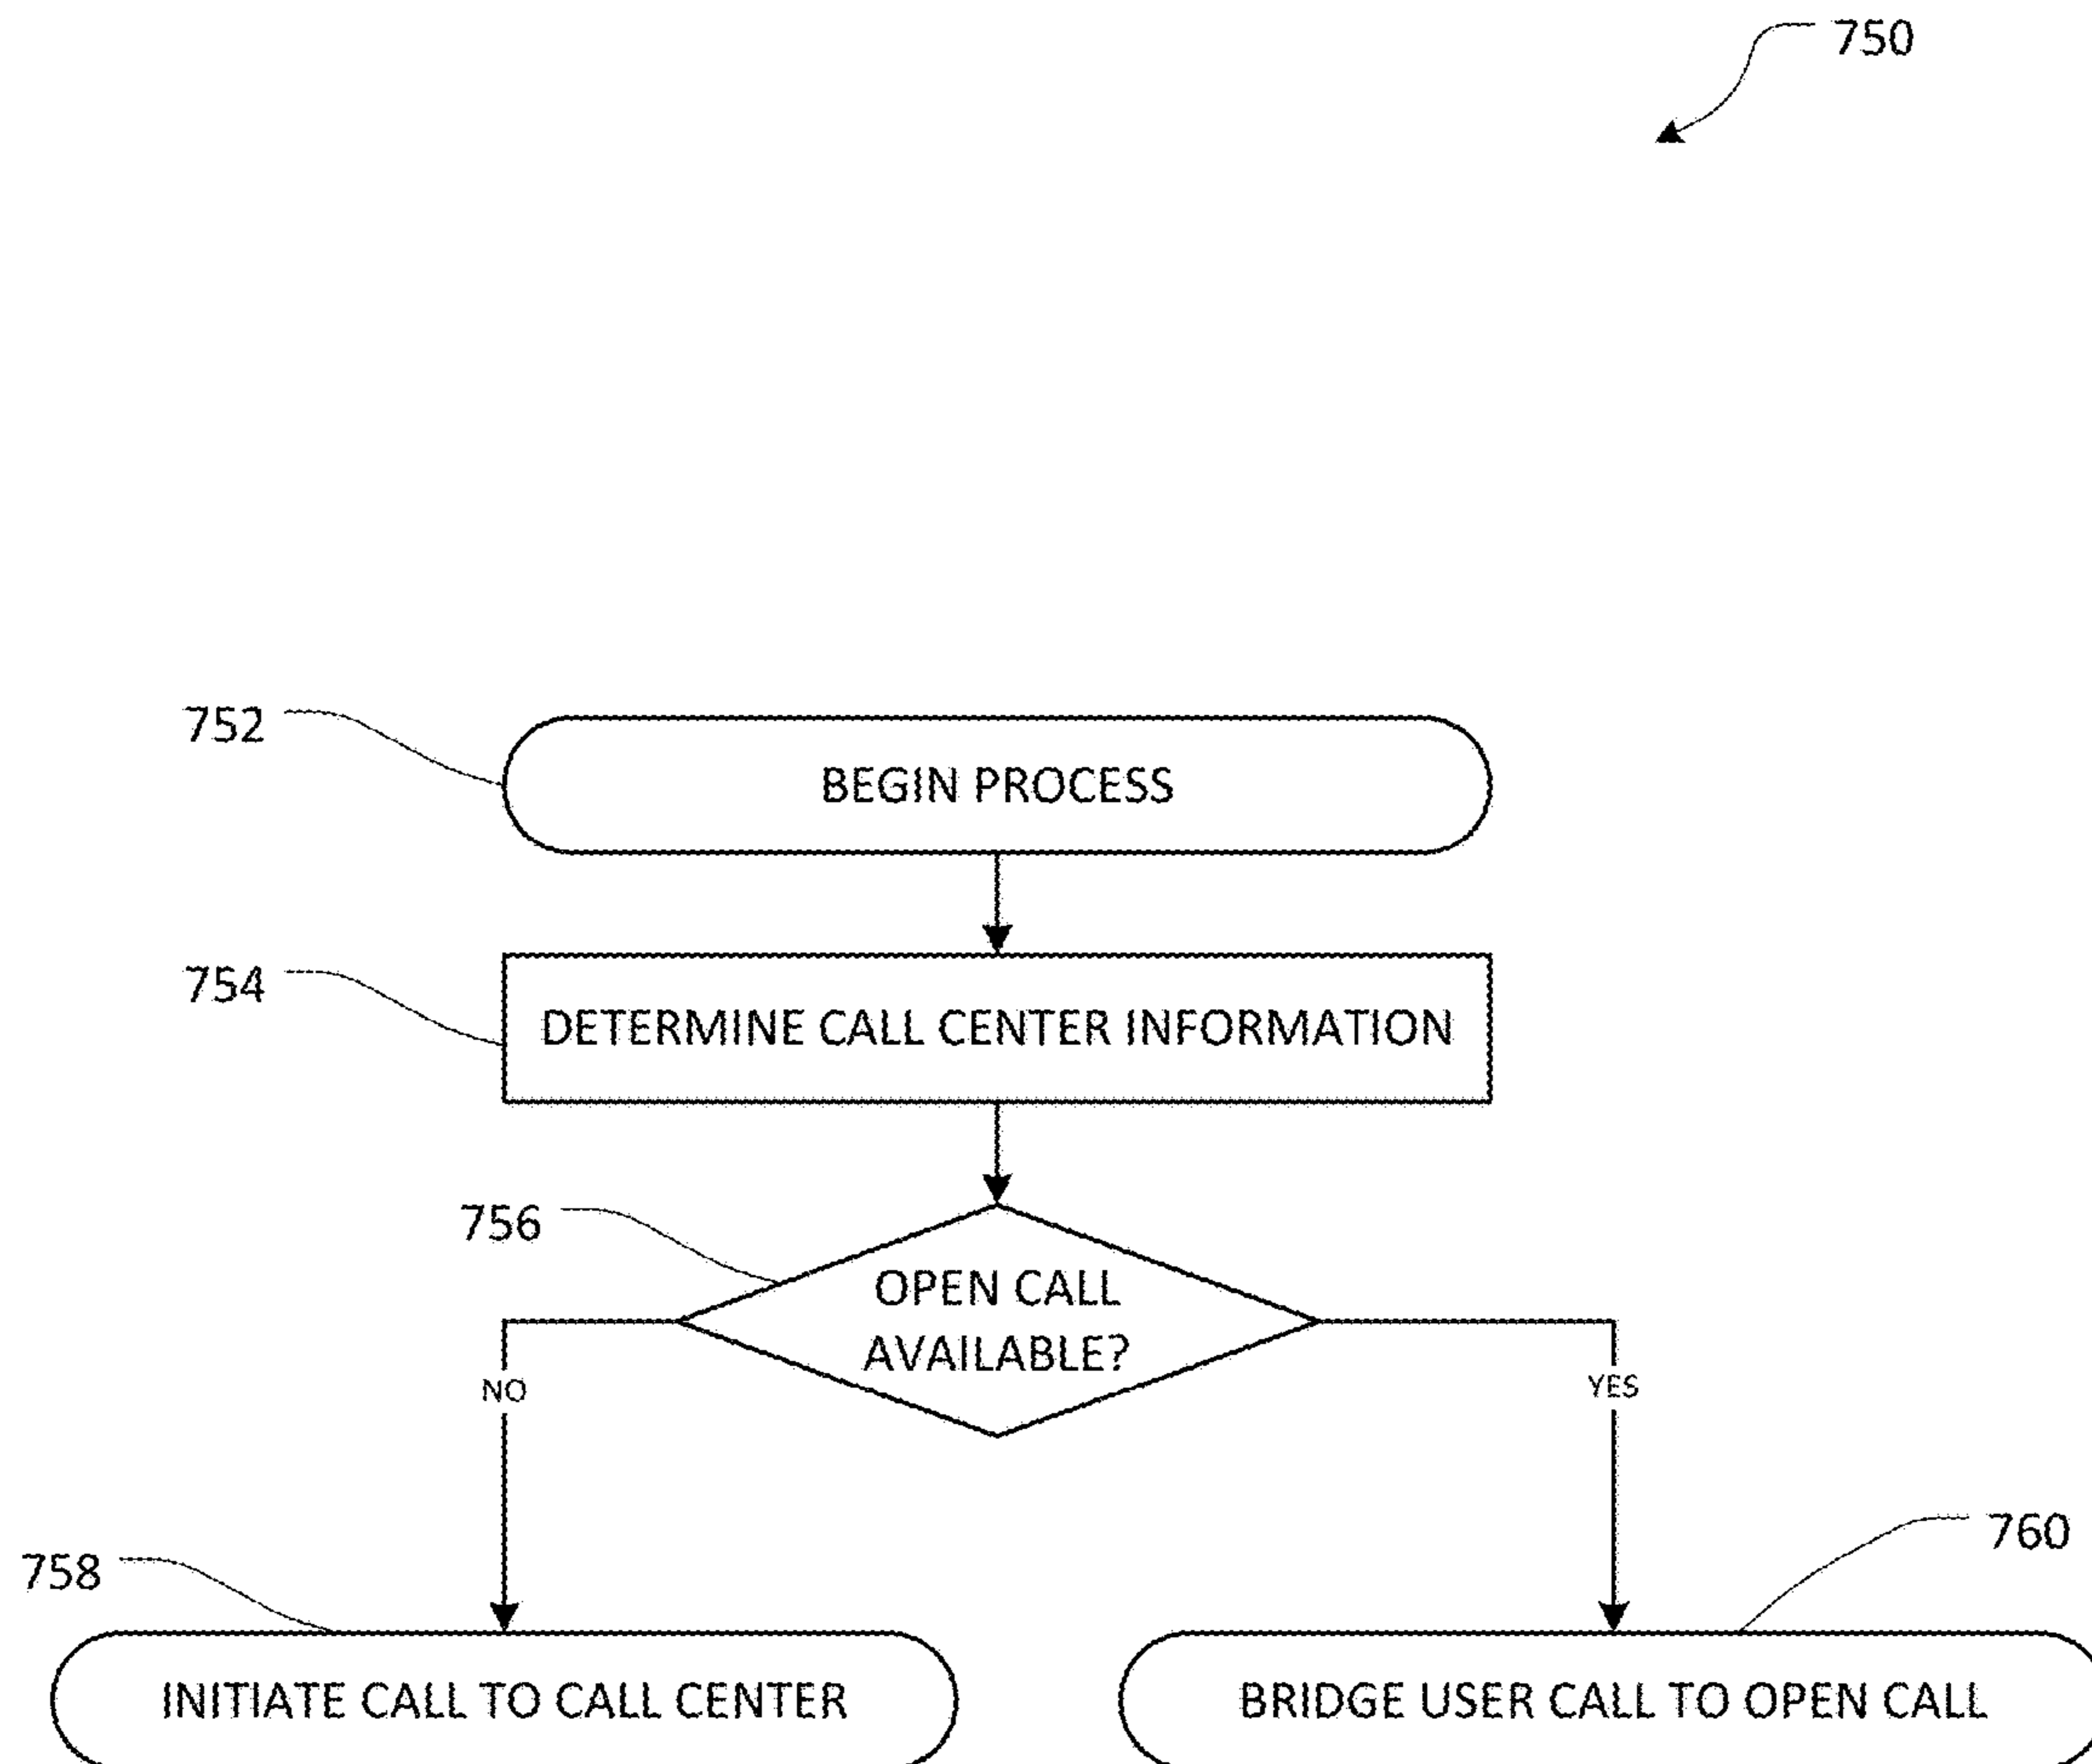 750
752
BEGIN PROCESS
754
DETERMINE CALL CENTER INFORMATION
756
OPEN CALL
AVAILABLE?
NO
YES
758
760
INITIATE CALL TO CALL CENTER
BRIDGE USER CALL TO OPEN CALL